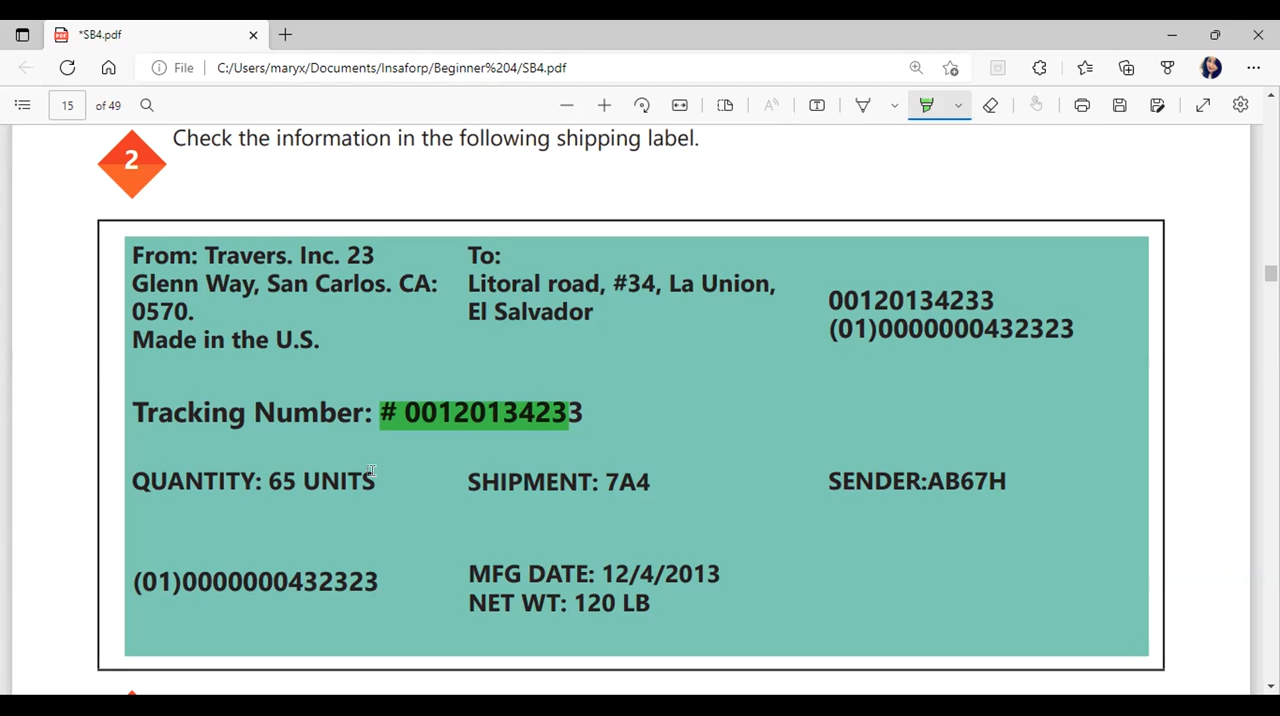 *SB4.pdf
File
C:/Users/maryx/Documents/Insaforp/Beginner%204/SB4.pdf
15
of 49
2
Check the information in the following shipping label.
From: Travers. Inc. 23
Glenn Way, San Carlos. CA:
0570.
Made in the U.S.
To:
Litoral road, #34, La Union,
El Salvador
00120134233
(01)0000000432323
Tracking Number: # 00120134233
QUANTITY: 65 UNITS
SHIPMENT: 7A4
SENDER:AB67H
(01)0000000432323
MFG DATE: 12/4/2013
NET WT: 120 LB